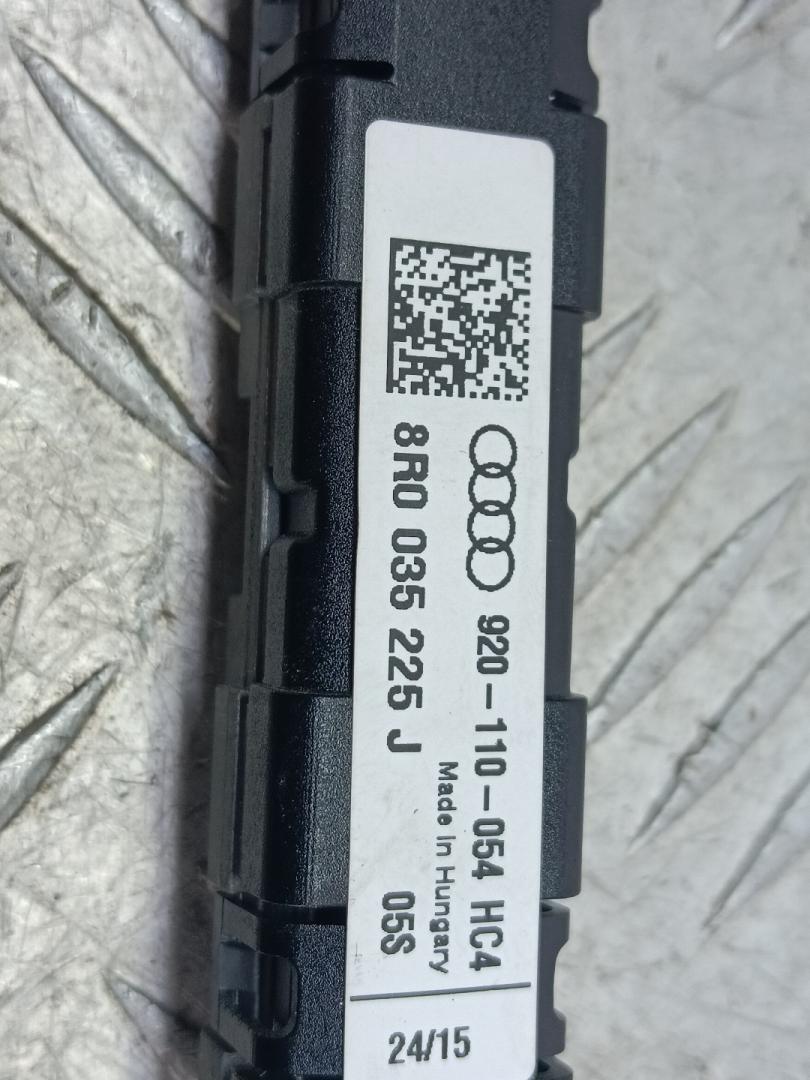 920-110-054 HC4
Made in Hungary
8R0 035 225 J
05S
24/15